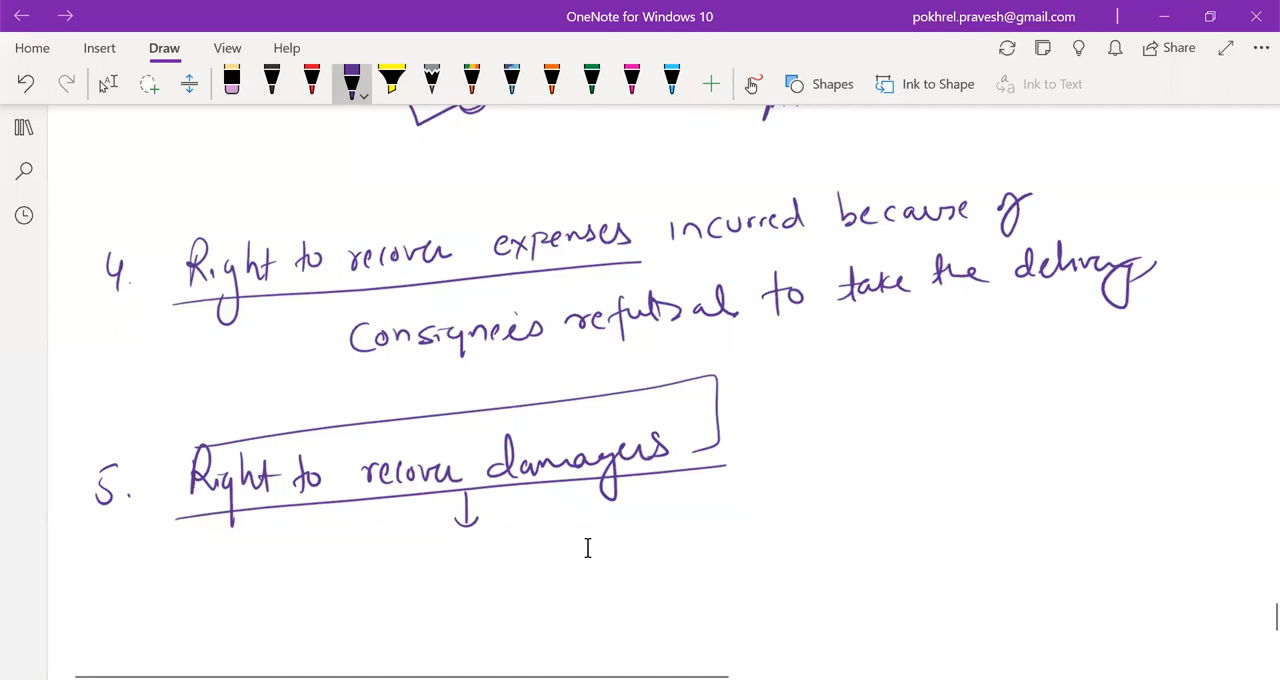 OneNote for Windows 10
pokhrel.pravesh@gmail.com
Home Insert Draw View Help
Share
Shapes Ink to Shape Ink to Text
4. Right to recover expenses incurred because of
Consignee's refutsal to take the delivery
5. Right to recover damagers